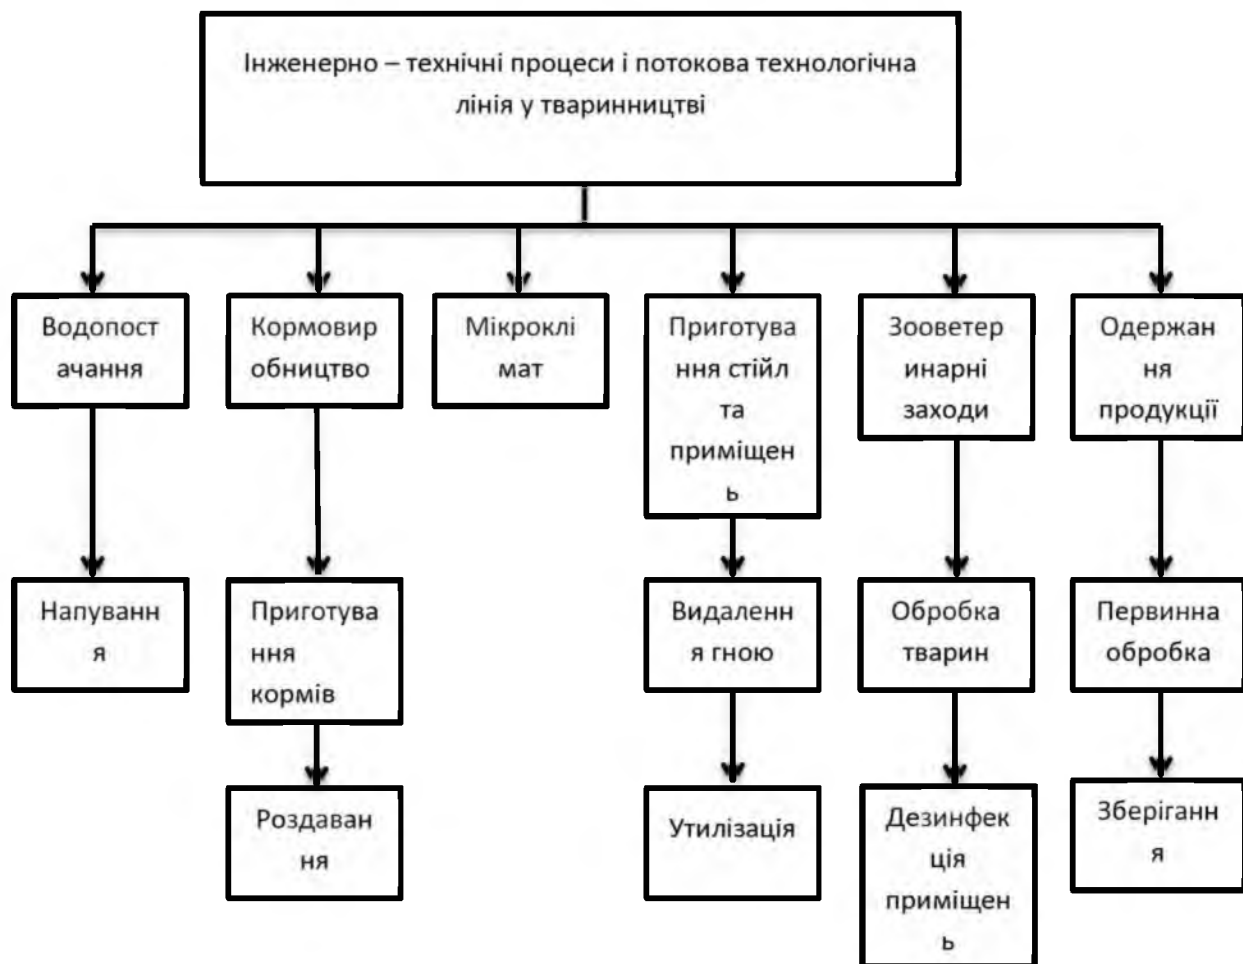 Інженерно – технічні процеси і потокова технологічна
лінія у тваринництві
Водопост
ачання
Кормовир
обництво
Мікроклі
мат
Приготува
ння стійл
та
приміщен
ь
Зооветер
инарні
заходи
Одержан
ня
продукції
Напуванн
я
Приготува
ння
кормів
Видаленн
я гною
Обробка
тварин
Первинна
обробка
Роздаван
ня
Утилізація
Дезинфек
ція
приміщен
ь
Зберіганн
я